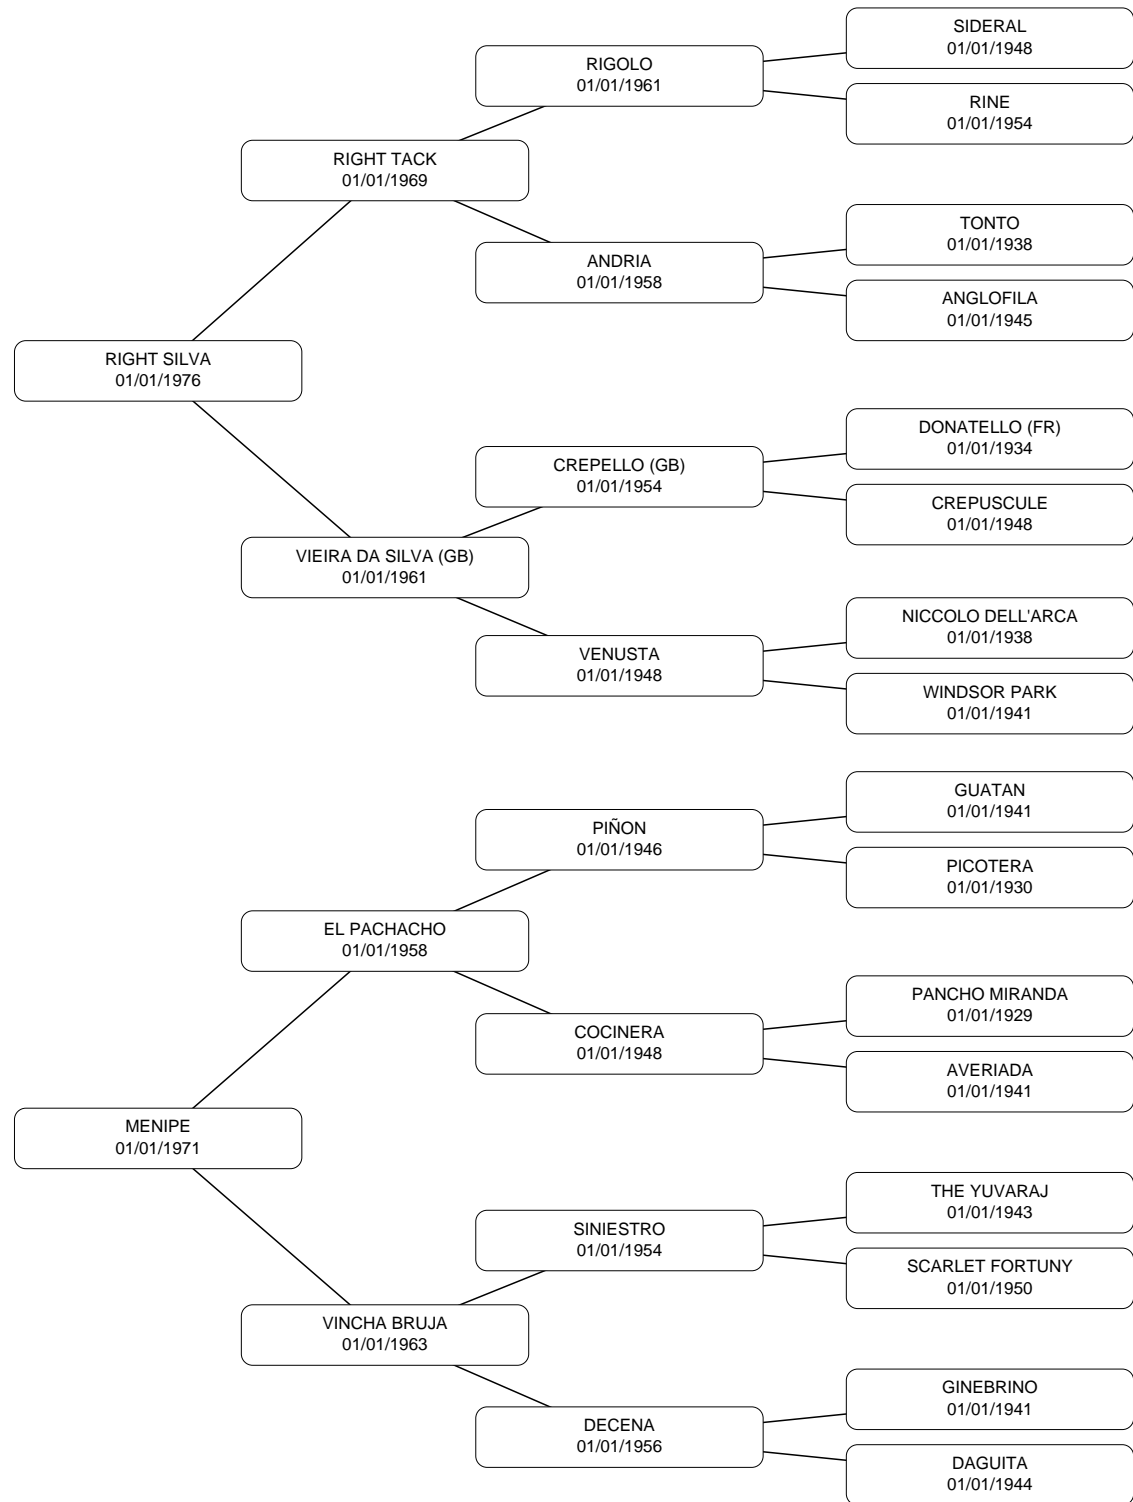 SIDERAL
01/01/1948
RIGOLO
01/01/1961
RINE
01/01/1954
RIGHT TACK
01/01/1969
TONTO
01/01/1938
ANDRIA
01/01/1958
ANGLOFILA
01/01/1945
RIGHT SILVA
01/01/1976
DONATELLO (FR)
01/01/1934
CREPELLO (GB)
01/01/1954
CREPUSCULE
01/01/1948
VIEIRA DA SILVA (GB)
01/01/1961
NICCOLO DELL'ARCA
01/01/1938
VENUSTA
01/01/1948
WINDSOR PARK
01/01/1941
GUATAN
01/01/1941
PIÑON
01/01/1946
PICOTERA
01/01/1930
EL PACHACHO
01/01/1958
PANCHO MIRANDA
01/01/1929
COCINERA
01/01/1948
AVERIADA
01/01/1941
MENIPE
01/01/1971
THE YUVARAJ
01/01/1943
SINIESTRO
01/01/1954
SCARLET FORTUNY
01/01/1950
VINCHA BRUJA
01/01/1963
GINEBRINO
01/01/1941
DECENA
01/01/1956
DAGUITA
01/01/1944